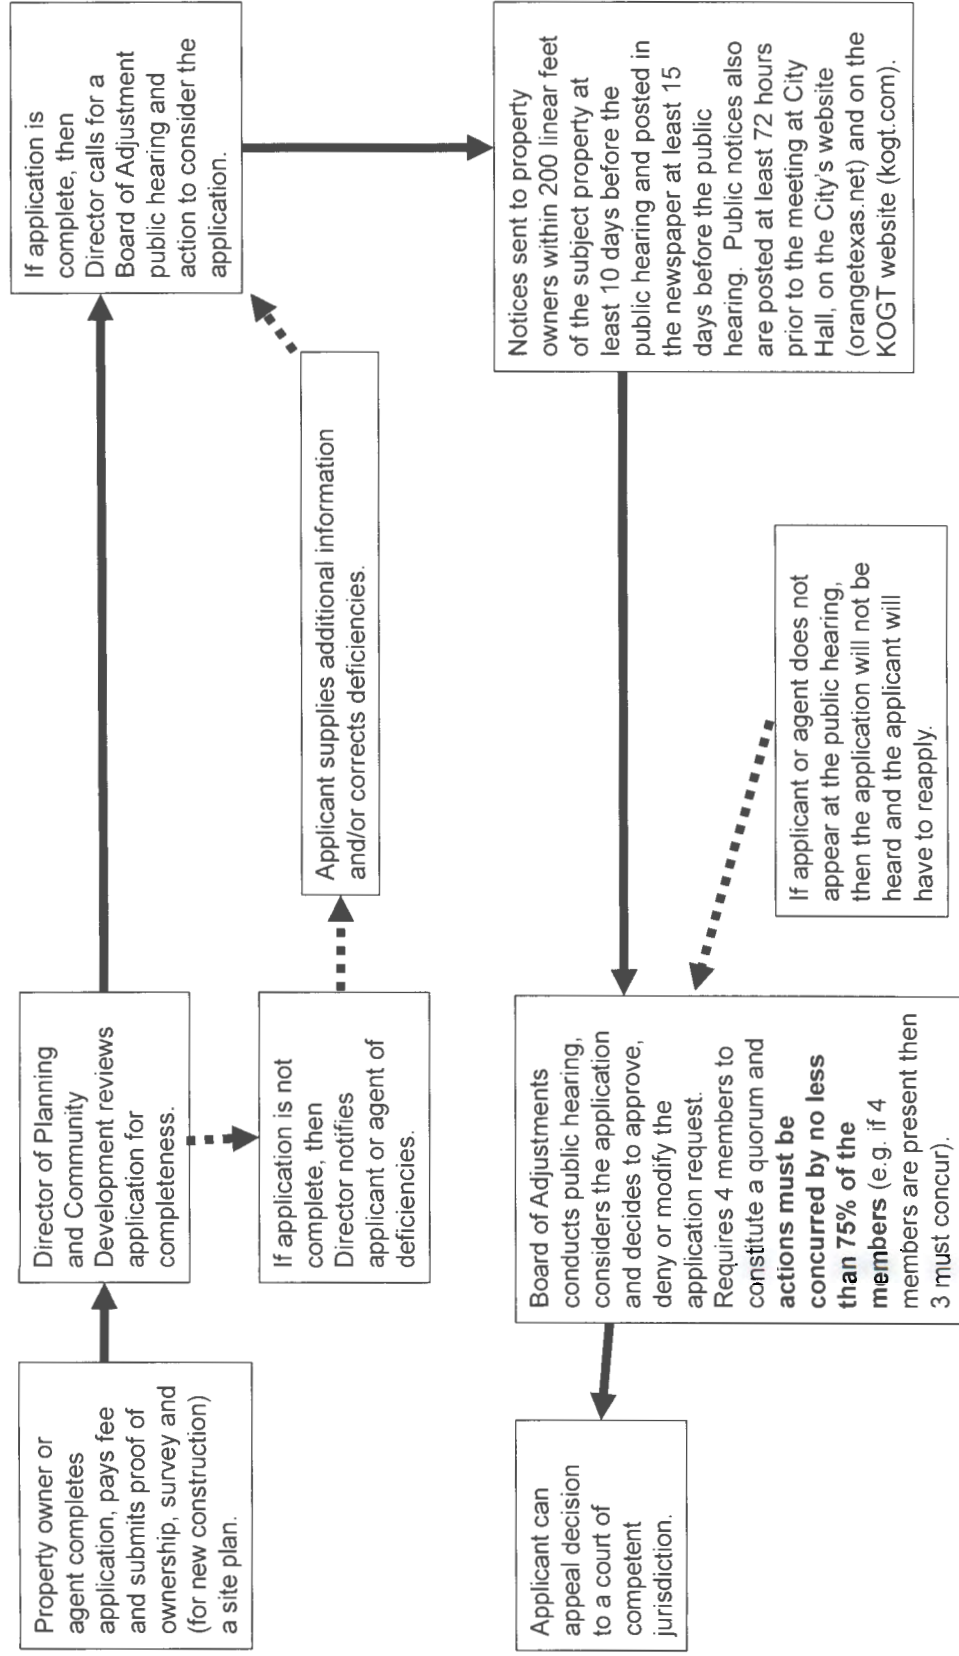 Property owner or
agent completes
application, pays fee
and submits proof of
ownership, survey and
(for new construction)
a site plan.
Director of Planning
and Community
Development reviews
application for
completeness.
If application is not
complete, then
Director notifies
applicant or agent of
deficiencies.
Applicant supplies additional information
and/or corrects deficiencies.
If application is
complete, then
Director calls for a
Board of Adjustment
public hearing and
action to consider the
application.
Notices sent to property
owners within 200 linear feet
of the subject property at
least 10 days before the
public hearing and posted in
the newspaper at least 15
days before the public
hearing. Public notices also
are posted at least 72 hours
prior to the meeting at City
Hall, on the City's website
(orangetexas.net) and on the
KOGT website (kogt.com).
If applicant or agent does not
appear at the public hearing,
then the application will not be
heard and the applicant will
have to reapply.
Board of Adjustments
conducts public hearing,
considers the application
and decides to approve,
deny or modify the
application request.
Requires 4 members to
constitute a quorum and
actions must be
concurred by no less
than 75% of the
members (e.g. if 4
members are present then
3 must concur).
Applicant can
appeal decision
to a court of
competent
jurisdiction.